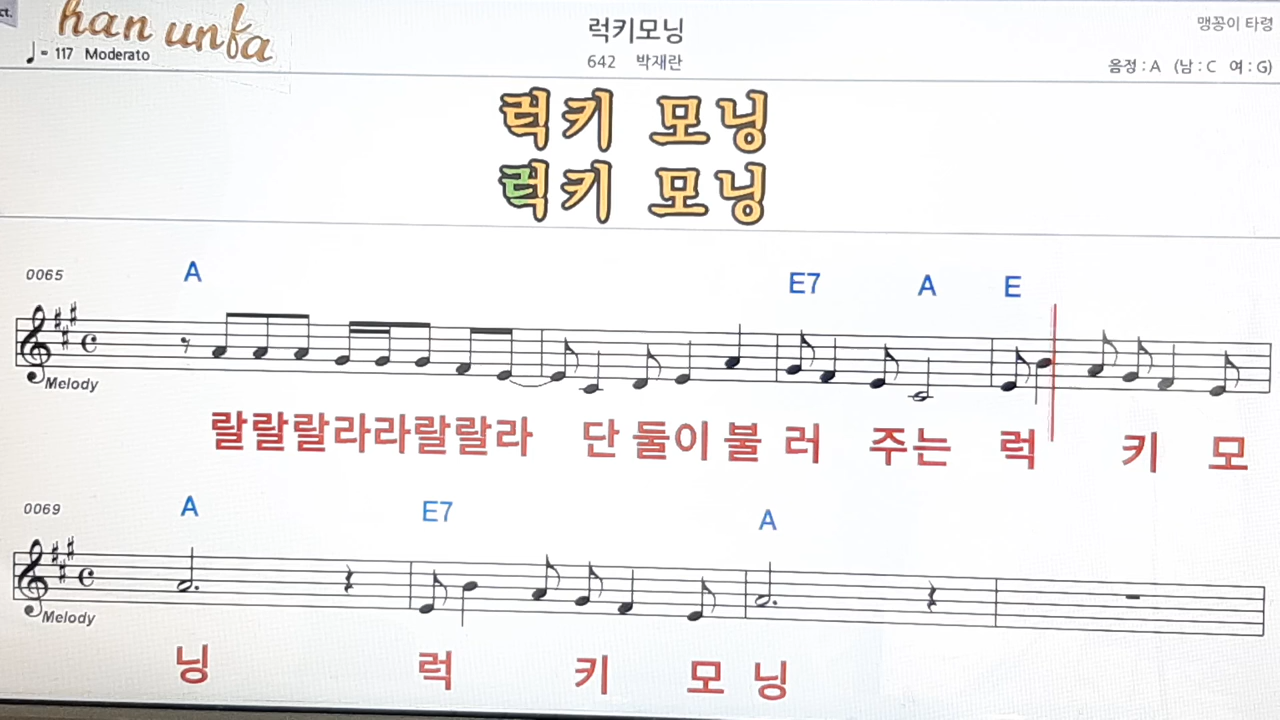 ct.
han unfa
♩= 117 Moderato
럭키모닝
642 박재란
맹꽁이 타령
음정 : A (남 : C 여 : G)
럭키 모닝
럭키 모닝
0065
A E7 A E
Melody
랄랄랄라라랄랄라 단 둘이 불 러 주는 럭 키 모
0069
A E7 A
Melody
닝 럭 키 모 닝